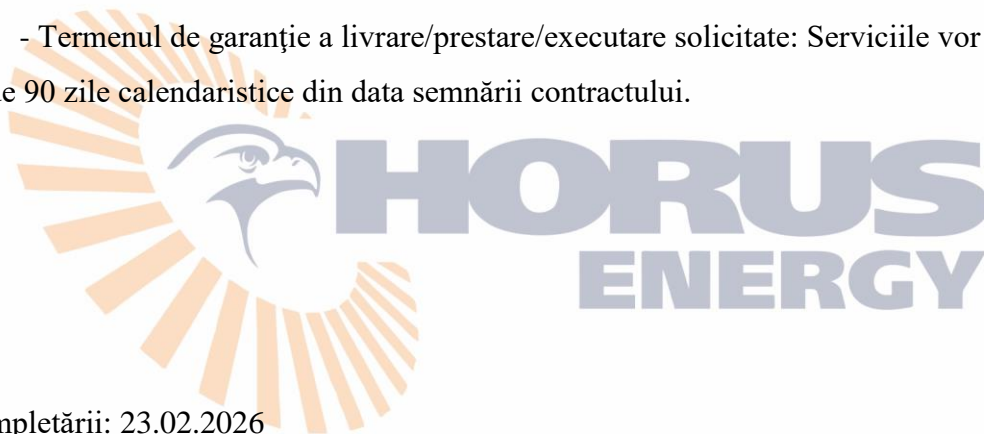 - Termenul de garanţie a livrare/prestare/executare solicitate: Serviciile vor
e 90 zile calendaristice din data semnării contractului.
HORUS
ENERGY
mpletării: 23.02.2026